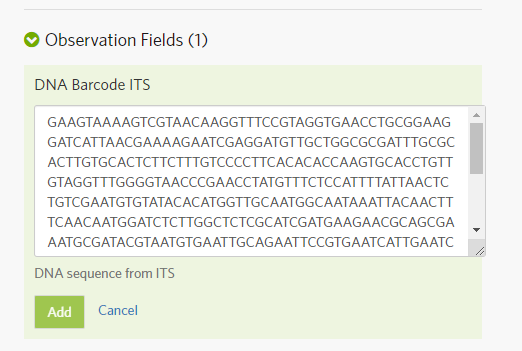 Observation Fields (1)
DNA Barcode ITS
GAAGTAAAAGTCGTAACAAGGTTTCCGTAGGTGAACCTGCGGAAG
GATCATTAACGAAAAGAATCGAGGATGTTGCTGGCGCGATTTGCGC
ACTTGTGCACTCTTCTTTGTCCCCTTCACACACCAAGTGCACCTGTT
GTAGGTTTGGGGTAACCCGAACCTATGTTTCTCCATTTTATTAACTC
TGTCGAATGTGTATACACATGGTTGCAATGGCAATAAATTACAACTT
TCAACAATGGATCTCTTGGCTCTCGCATCGATGAAGAACGCAGCGA
AATGCGATACGTAATGTGAATTGCAGAATTCCGTGAATCATTGAATC
DNA sequence from ITS
Add Cancel